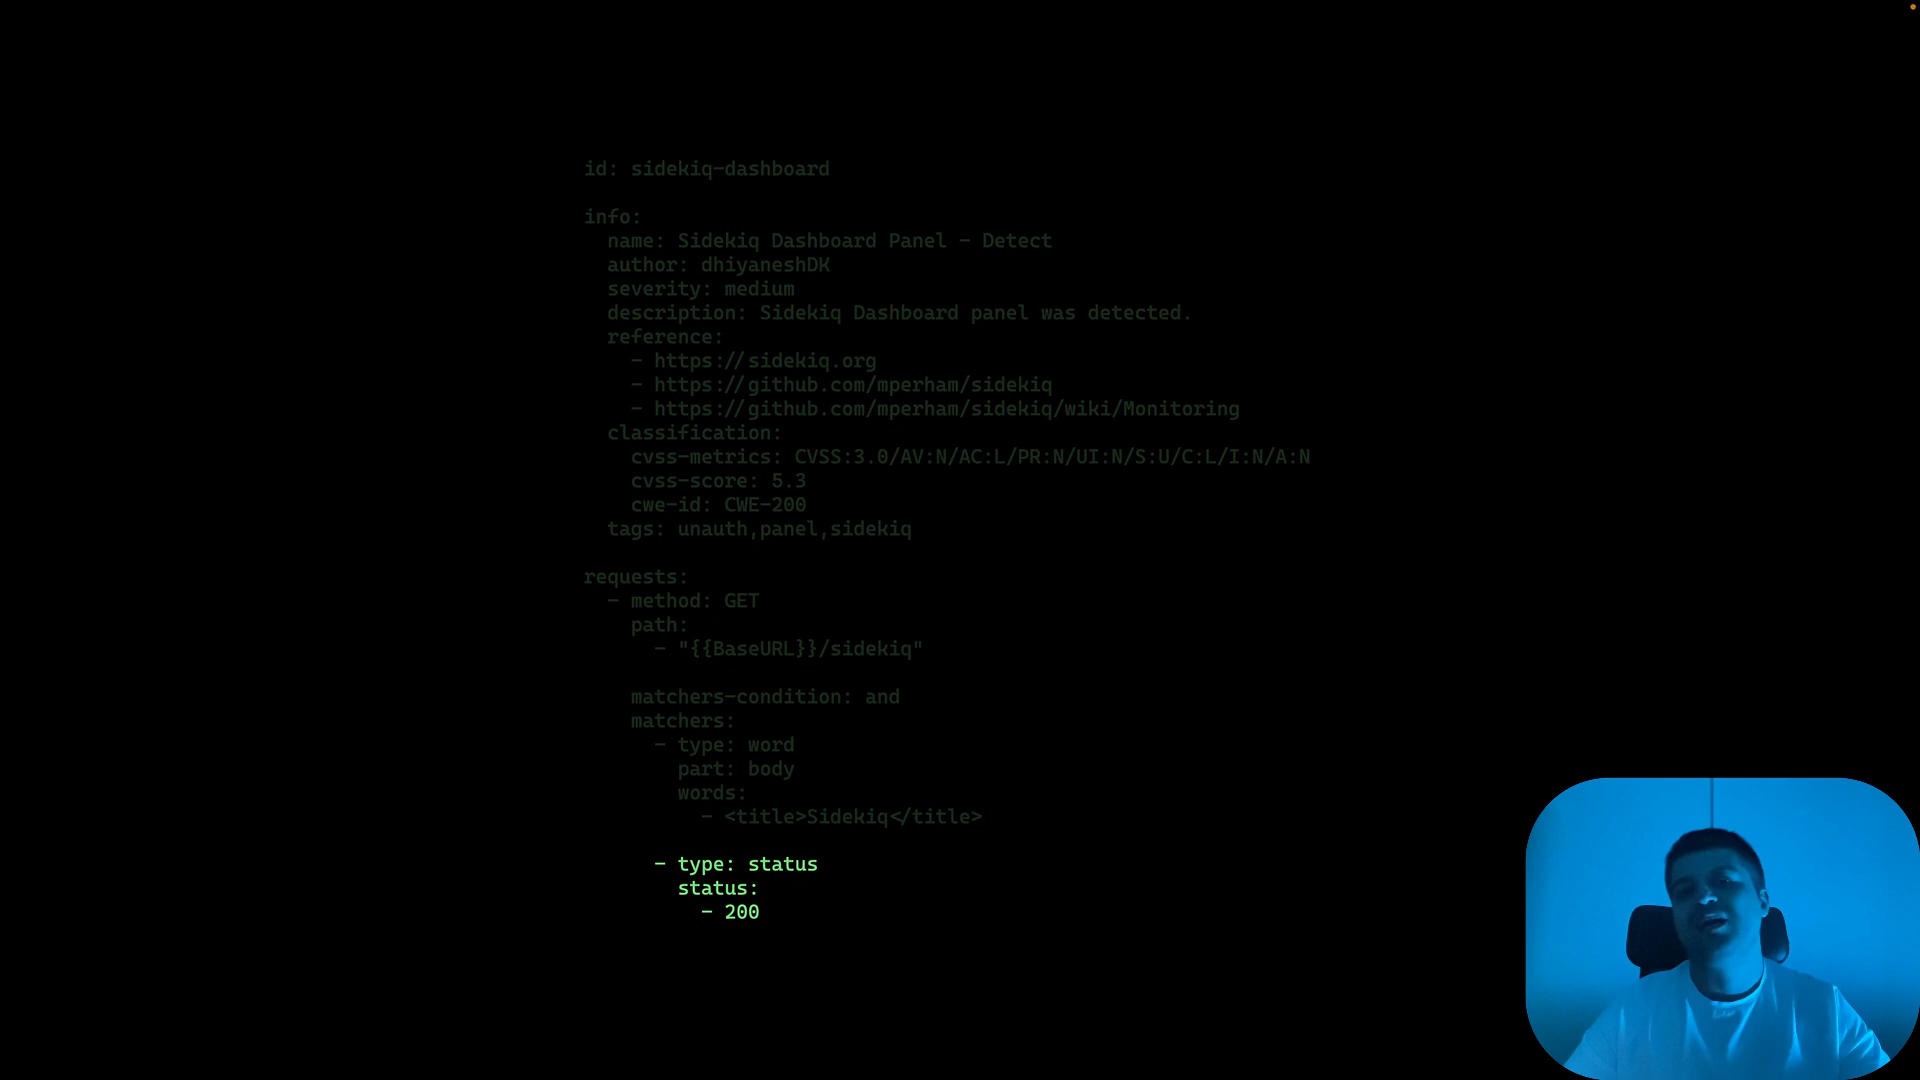 id: sidekiq-dashboard
info:
name: Sidekiq Dashboard Panel - Detect
author: dhiyaneshDK
severity: medium
description: Sidekiq Dashboard panel was detected.
reference:
- https://sidekiq.org
- https://github.com/mperham/sidekiq
- https://github.com/mperham/sidekiq/wiki/Monitoring
classification:
cvss-metrics: CVSS:3.0/AV:N/AC:L/PR:N/UI:N/S:U/C:L/I:N/A:N
cvss-score: 5.3
cwe-id: CWE-200
tags: unauth,panel,sidekiq
requests:
- method: GET
path:
- "{{BaseURL}}/sidekiq"
matchers-condition: and
matchers:
- type: word
part: body
words:
- <title>Sidekiq</title>
- type: status
status:
- 200